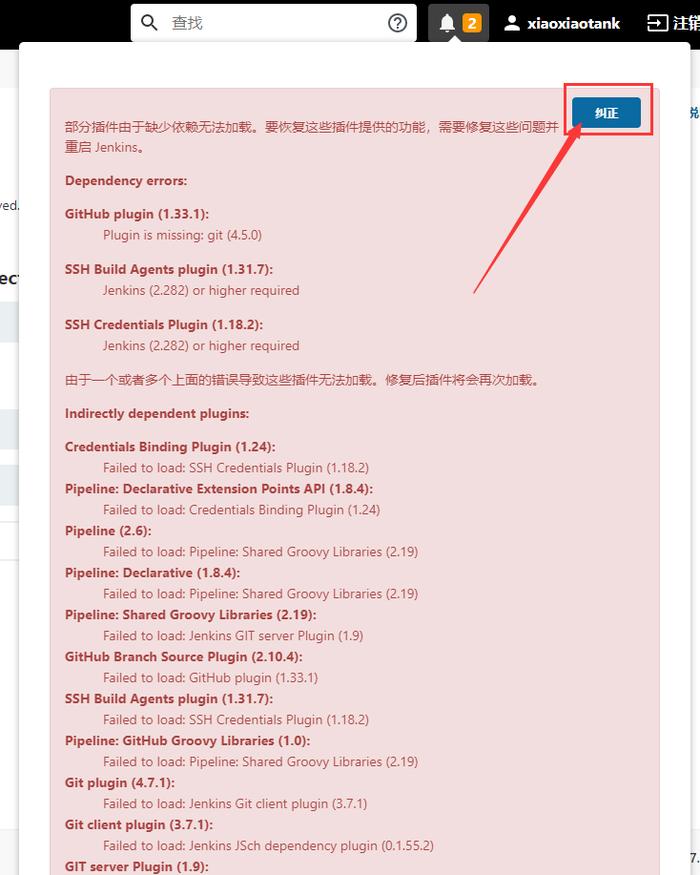 查找
2
xiaoxiaotank
注销
纠正
部分插件由于缺少依赖无法加载。要恢复这些插件提供的功能，需要修复这些问题并
重启 Jenkins。
Dependency errors:
GitHub plugin (1.33.1):
Plugin is missing: git (4.5.0)
SSH Build Agents plugin (1.31.7):
Jenkins (2.282) or higher required
SSH Credentials Plugin (1.18.2):
Jenkins (2.282) or higher required
由于一个或者多个上面的错误导致这些插件无法加载。修复后插件将会再次加载。
Indirectly dependent plugins:
Credentials Binding Plugin (1.24):
Failed to load: SSH Credentials Plugin (1.18.2)
Pipeline: Declarative Extension Points API (1.8.4):
Failed to load: Credentials Binding Plugin (1.24)
Pipeline (2.6):
Failed to load: Pipeline: Shared Groovy Libraries (2.19)
Pipeline: Declarative (1.8.4):
Failed to load: Pipeline: Shared Groovy Libraries (2.19)
Pipeline: Shared Groovy Libraries (2.19):
Failed to load: Jenkins GIT server Plugin (1.9)
GitHub Branch Source Plugin (2.10.4):
Failed to load: GitHub plugin (1.33.1)
SSH Build Agents plugin (1.31.7):
Failed to load: SSH Credentials Plugin (1.18.2)
Pipeline: GitHub Groovy Libraries (1.0):
Failed to load: Pipeline: Shared Groovy Libraries (2.19)
Git plugin (4.7.1):
Failed to load: Jenkins Git client plugin (3.7.1)
Git client plugin (3.7.1):
Failed to load: Jenkins JSch dependency plugin (0.1.55.2)
GIT server Plugin (1.9):